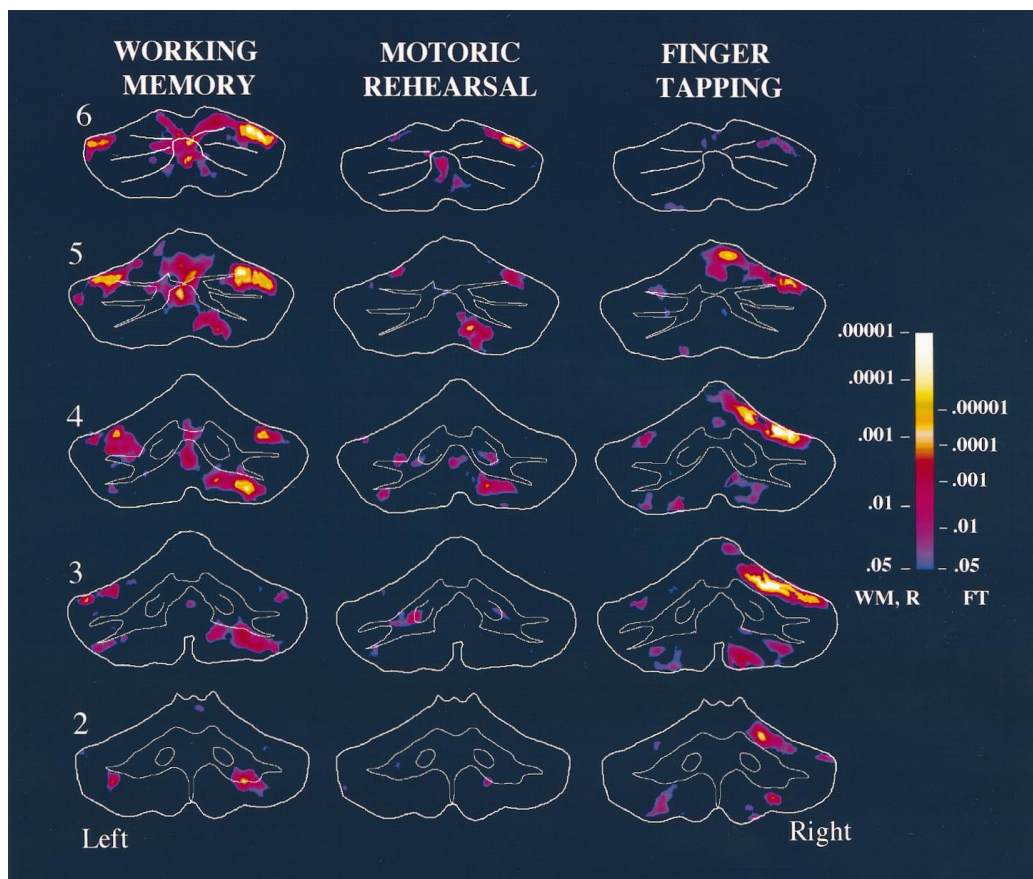 WORKING
MEMORY
MOTORIC
REHEARSAL
FINGER
TAPPING
6
5
4
3
2
.00001
.0001
.001
.01
.05
.00001
.0001
.001
.01
.05
WM, R
FT
Left
Right